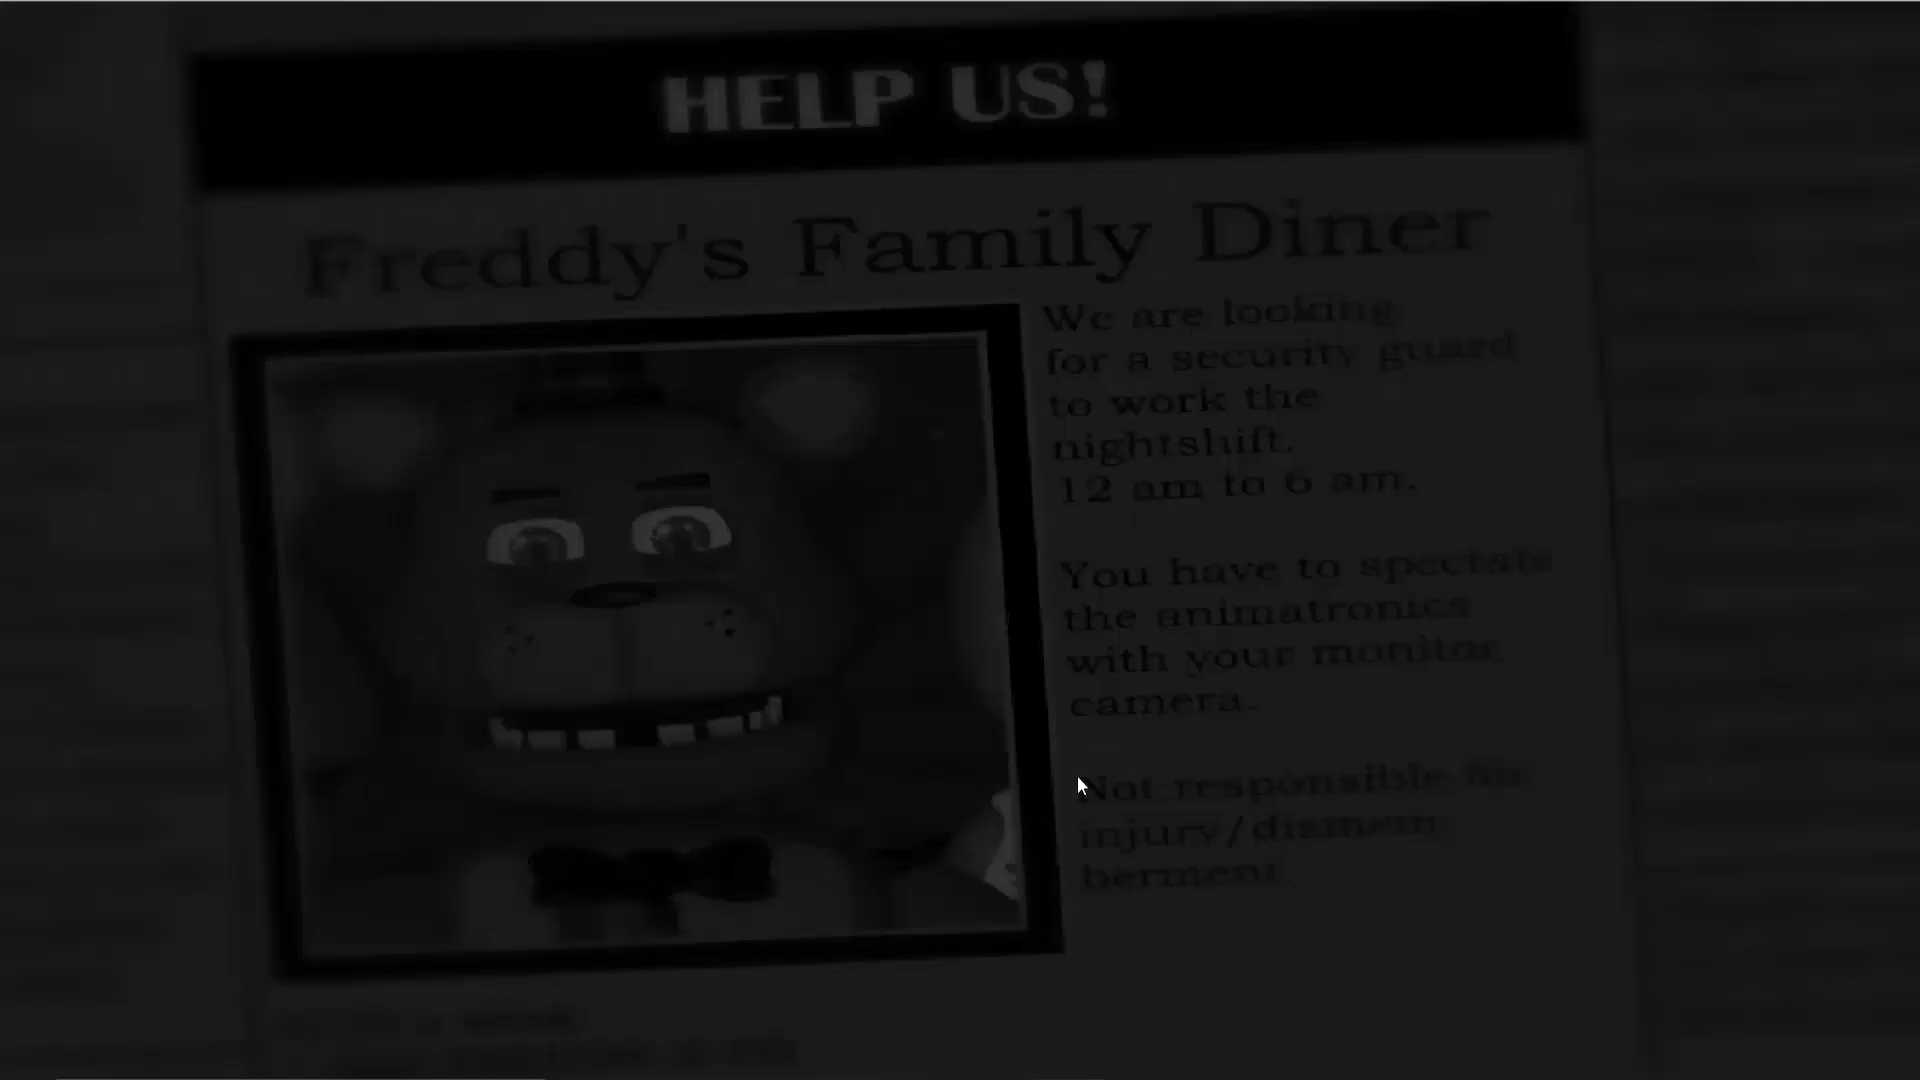 HELP US!
Freddy's Family Diner
We are looking
for a security guard
to work the
nightshift.
12 am to 6 am.
You have to spectate
the animatronics
with your monitor
camera.
Not responsible for
injury/dismem-
berment.